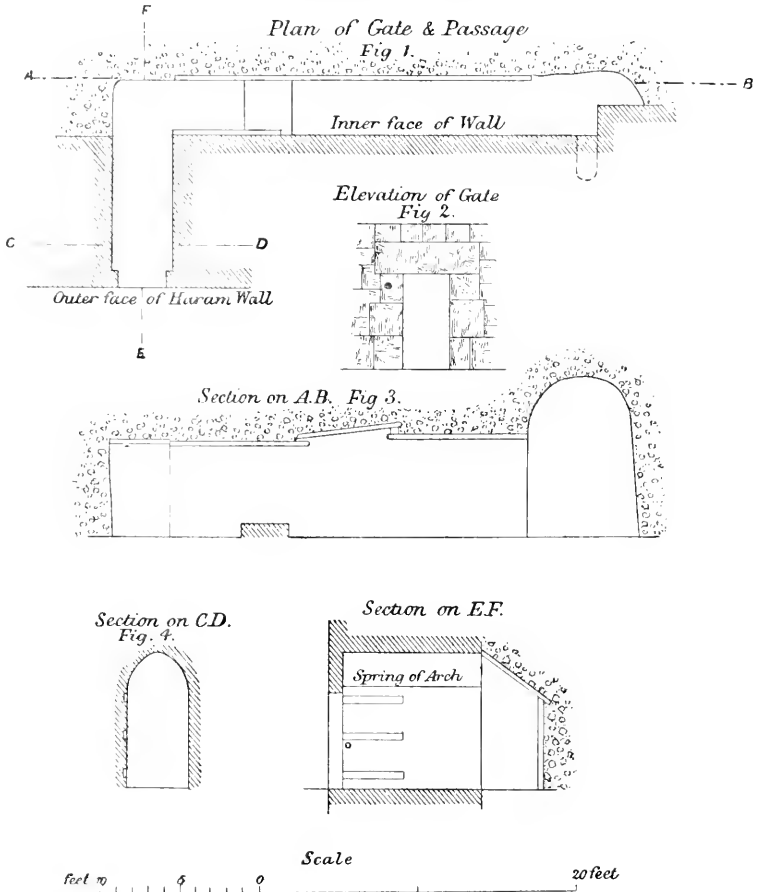 F
Plan of Gate & Passage
Fig 1.
A
B
Inner face of Wall
Elevation of Gate
Fig 2.
C
D
Outer face of Haram Wall
E
Section on A.B. Fig 3.
Section on C.D.
Fig. 4.
Section on E.F.
Spring of Arch
Scale
feet 10 5 0 20 feet